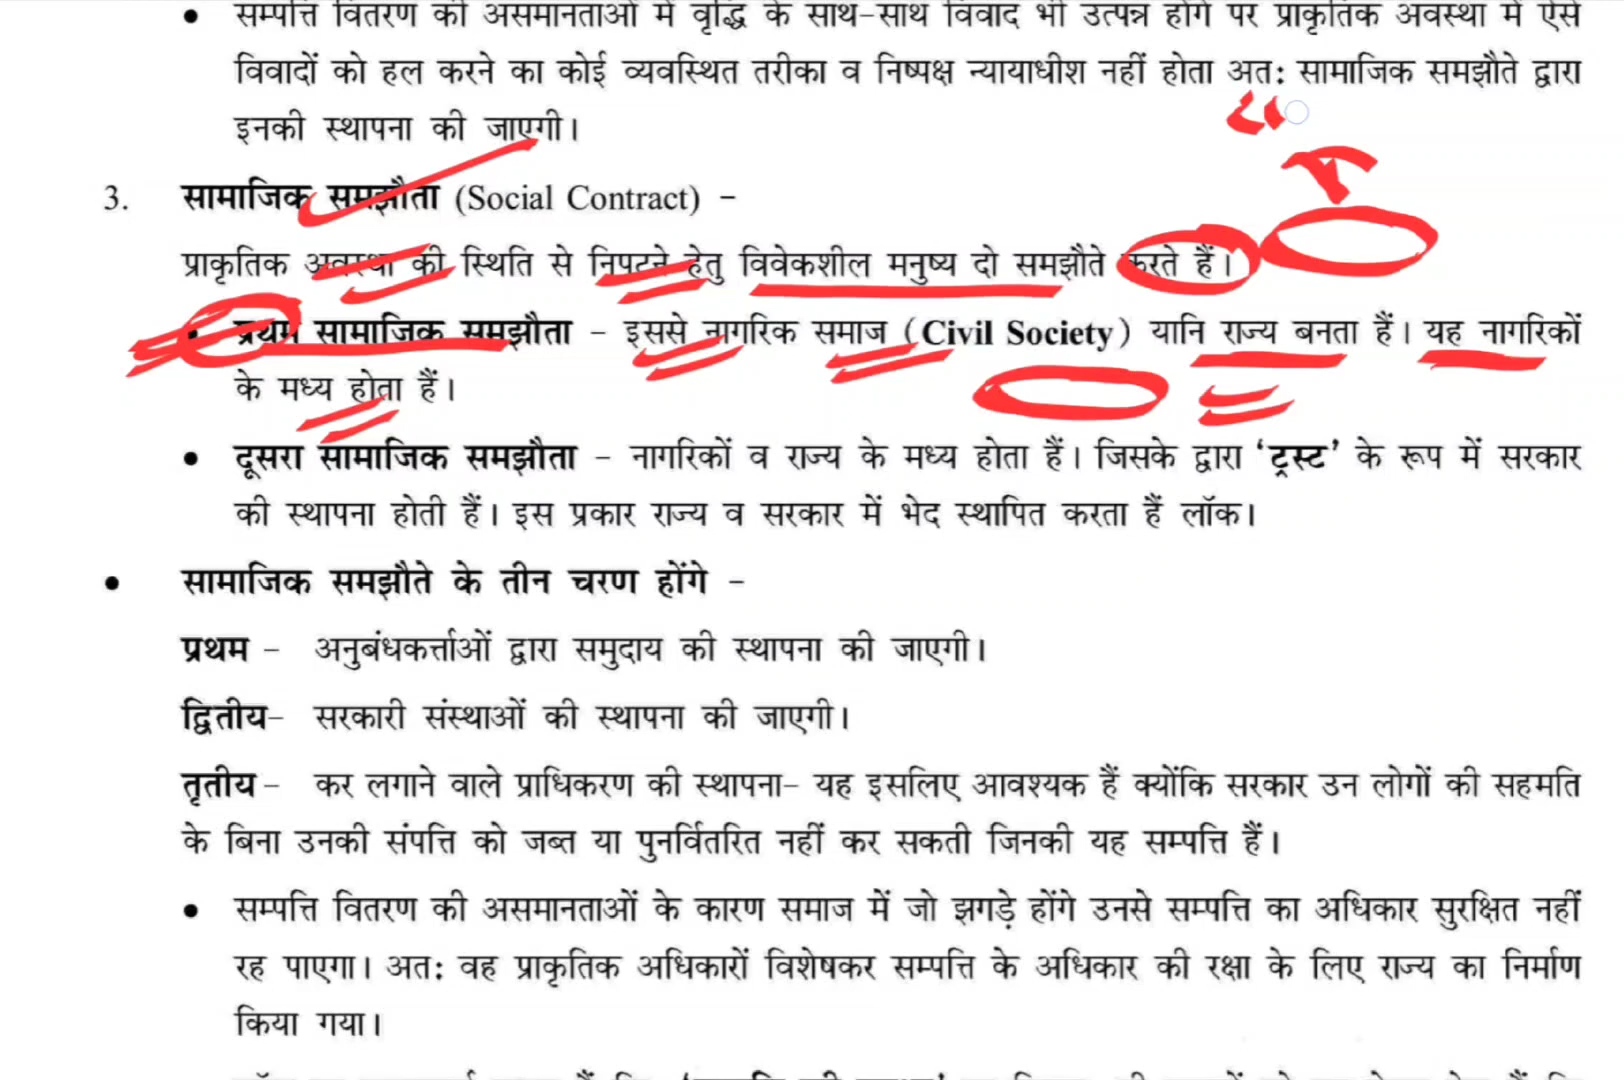 सम्पत्ति वितरण की असमानताओं में वृद्धि के साथ-साथ विवाद भी उत्पन्न होंगे पर प्राकृतिक अवस्था में ऐसे
विवादों को हल करने का कोई व्यवस्थित तरीका व निष्पक्ष न्यायाधीश नहीं होता अतः सामाजिक समझौते द्वारा
इनकी स्थापना की जाएगी।
3. सामाजिक समझौता (Social Contract) –
प्राकृतिक अवस्था की स्थिति से निपटने हेतु विवेकशील मनुष्य दो समझौते करते हैं।
• प्रथम सामाजिक समझौता – इससे नागरिक समाज (Civil Society) यानि राज्य बनता हैं। यह नागरिकों
के मध्य होता हैं।
• दूसरा सामाजिक समझौता – नागरिकों व राज्य के मध्य होता हैं। जिसके द्वारा ‘ट्रस्ट’ के रूप में सरकार
की स्थापना होती हैं। इस प्रकार राज्य व सरकार में भेद स्थापित करता हैं लॉक।
• सामाजिक समझौते के तीन चरण होंगे –
प्रथम – अनुबंधकर्त्ताओं द्वारा समुदाय की स्थापना की जाएगी।
द्वितीय– सरकारी संस्थाओं की स्थापना की जाएगी।
तृतीय – कर लगाने वाले प्राधिकरण की स्थापना– यह इसलिए आवश्यक हैं क्योंकि सरकार उन लोगों की सहमति
के बिना उनकी संपत्ति को जब्त या पुनर्वितरित नहीं कर सकती जिनकी यह सम्पत्ति हैं।
• सम्पत्ति वितरण की असमानताओं के कारण समाज में जो झगड़े होंगे उनसे सम्पत्ति का अधिकार सुरक्षित नहीं
रह पाएगा। अतः वह प्राकृतिक अधिकारों विशेषकर सम्पत्ति के अधिकार की रक्षा के लिए राज्य का निर्माण
किया गया।